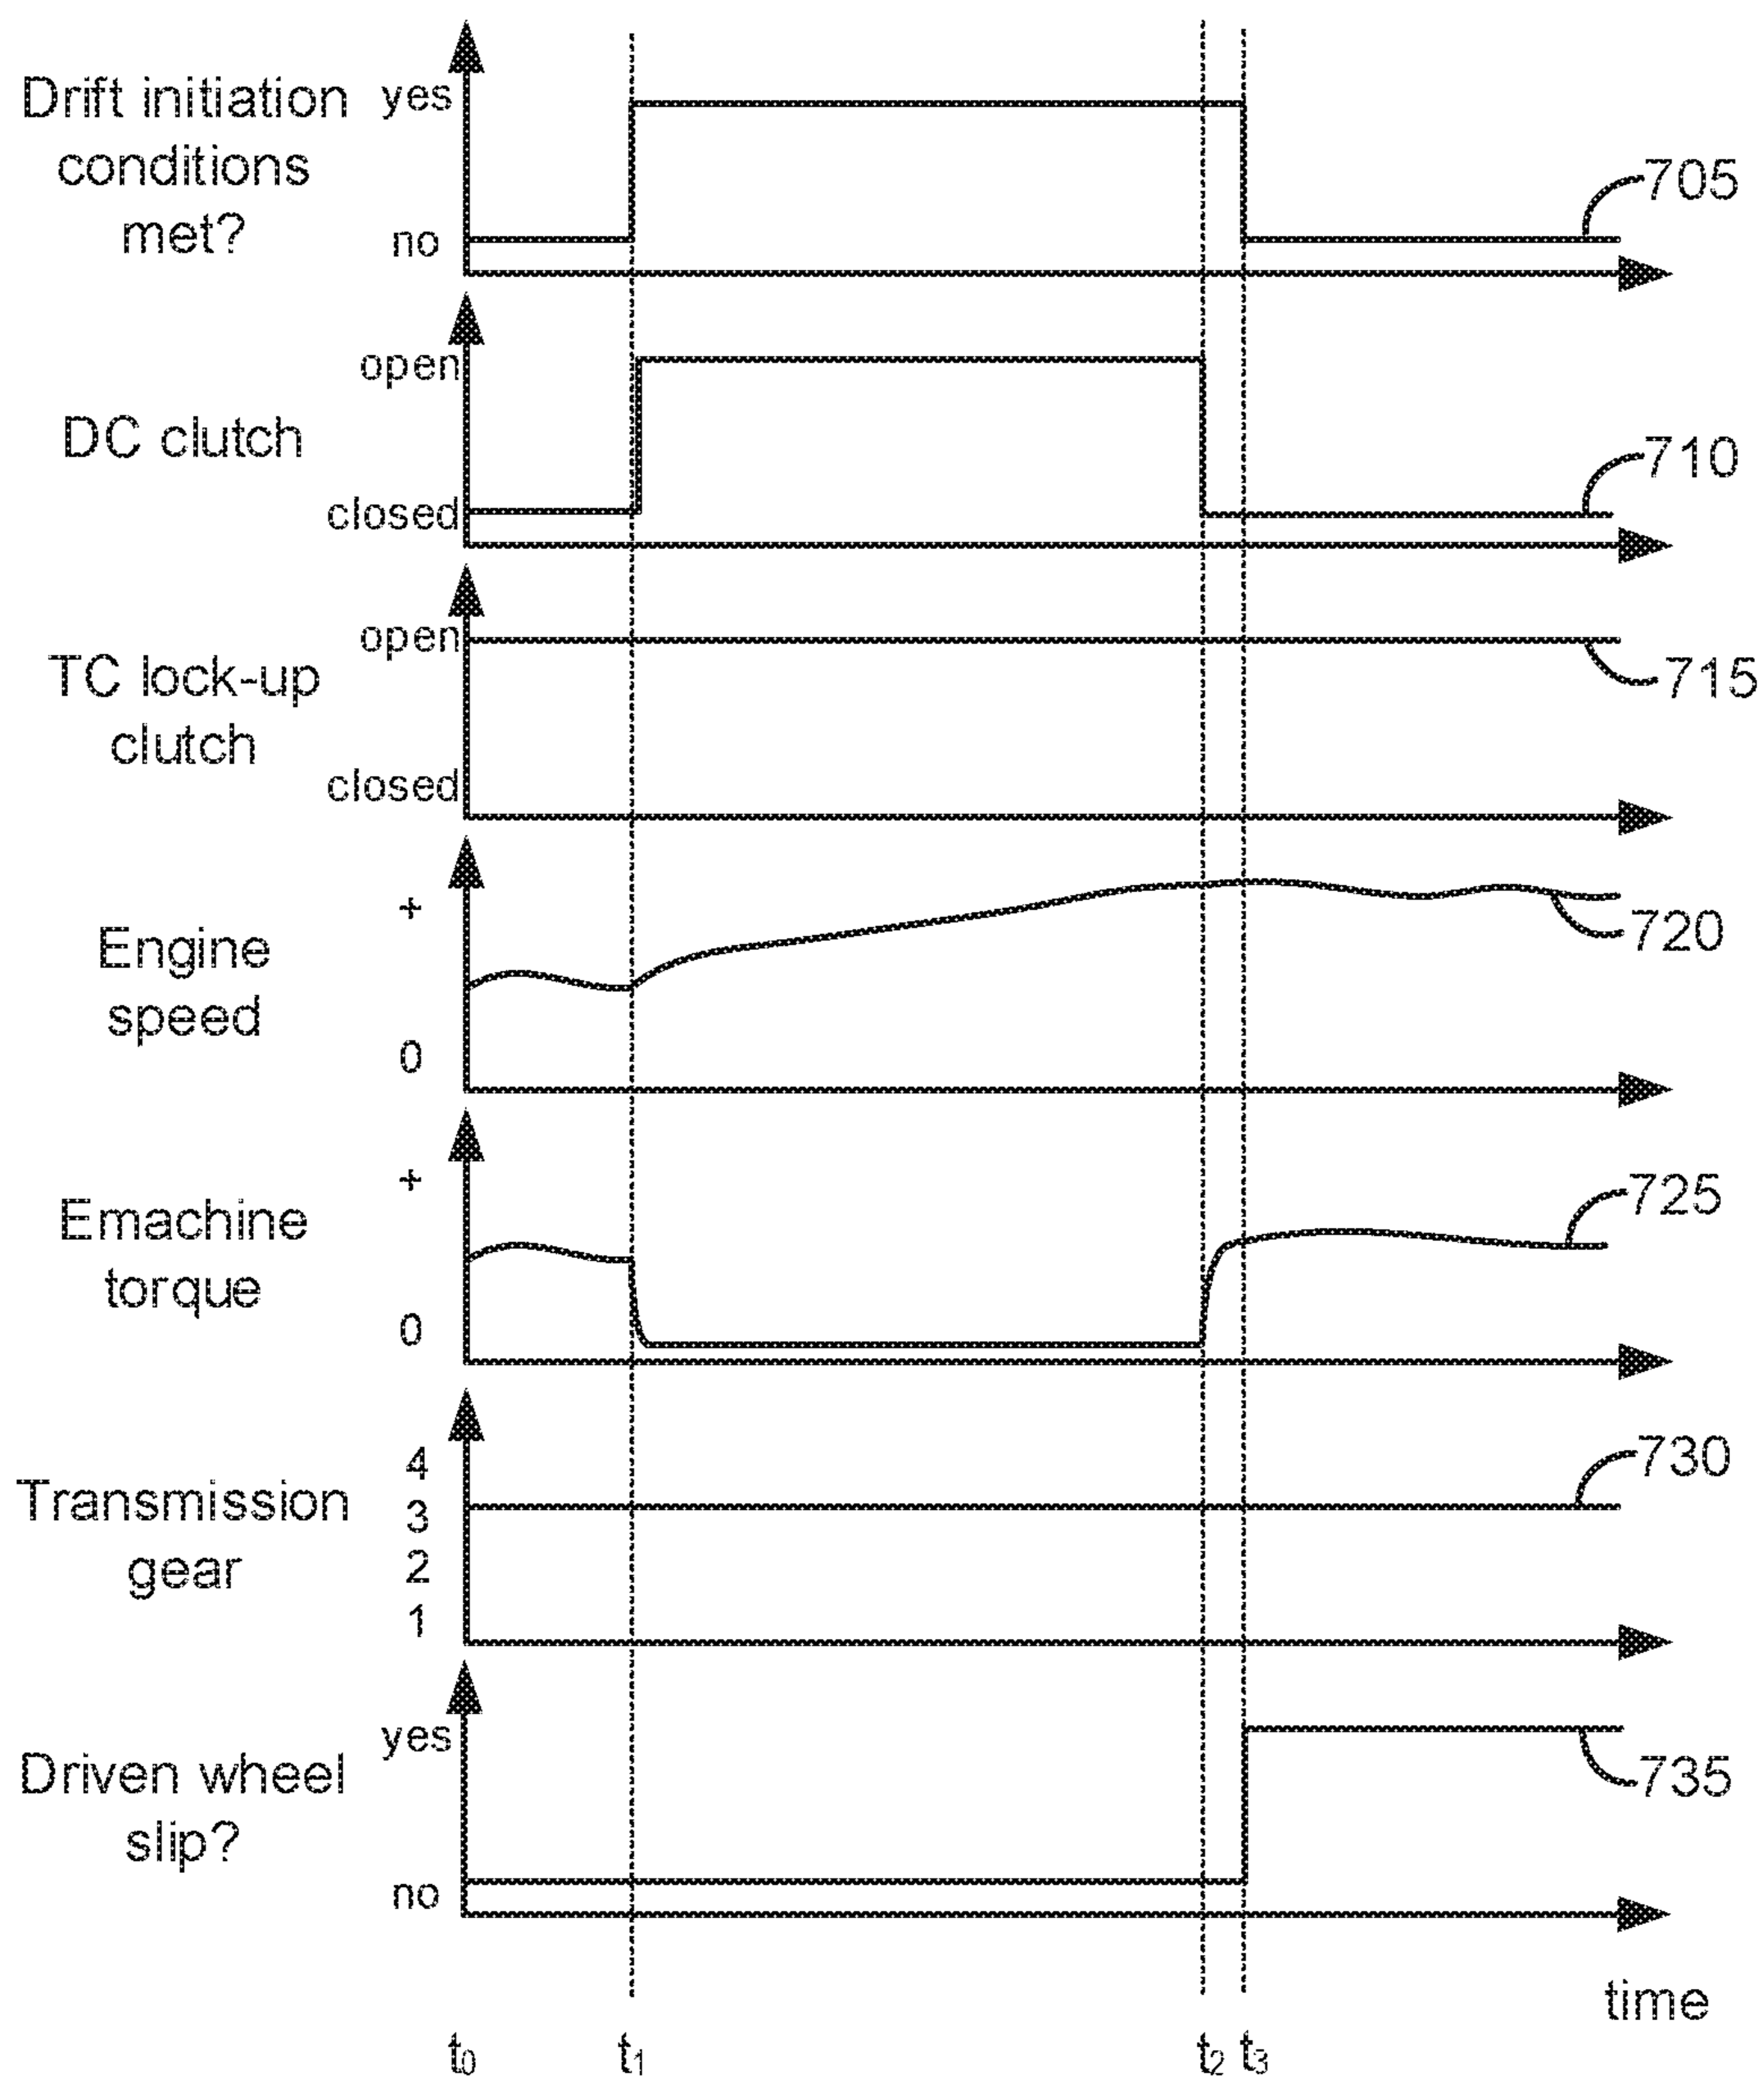 Drift initiation
conditions
met?
yes
no
705
DC clutch
open
closed
710
TC lock-up
clutch
open
closed
715
Engine
speed
+
0
720
Emachine
torque
+
0
725
Transmission
gear
4
3
2
1
730
Driven wheel
slip?
yes
no
735
time
t0 t1 t2 t3